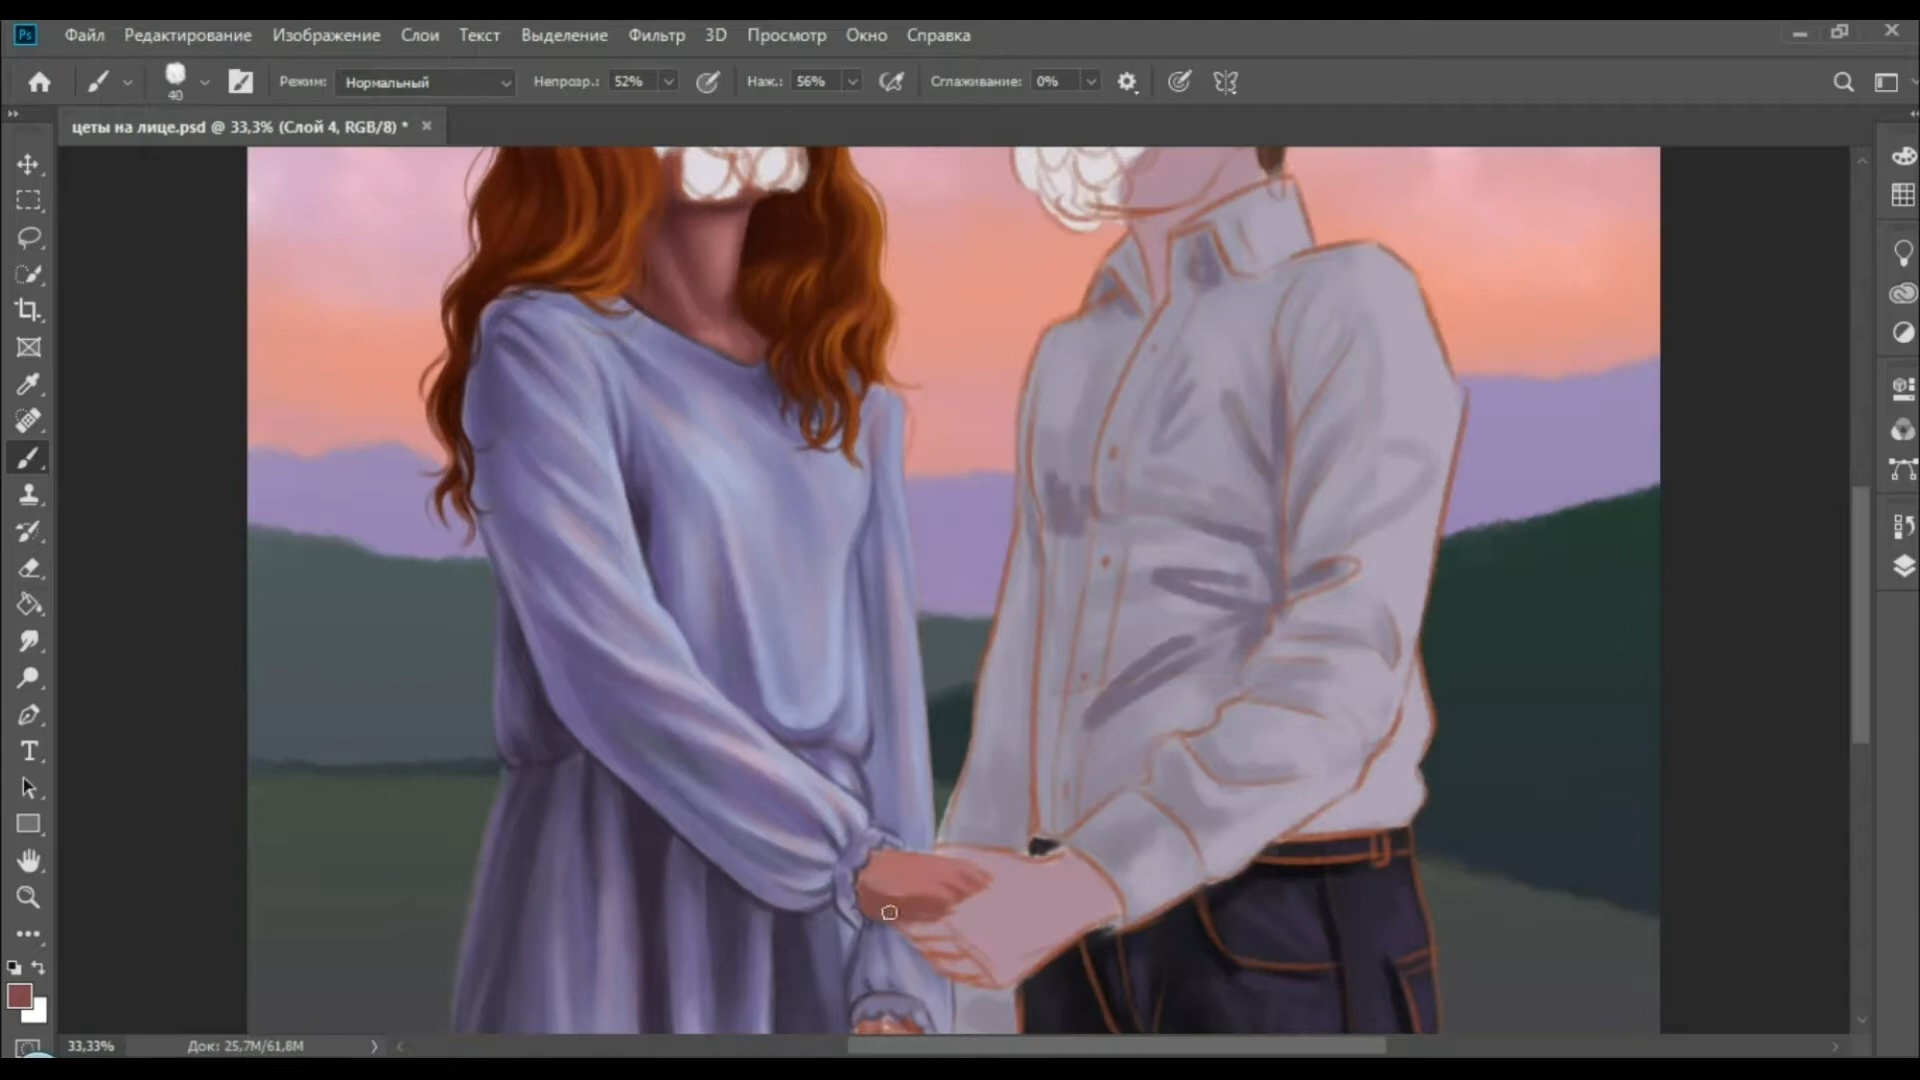 Ps Файл Редактирование Изображение Слои Текст Выделение Фильтр 3D Просмотр Окно Справка
40 Режим: Нормальный Непрозр.: 52% Наж.: 56% Сглаживание: 0%
цеты на лице.psd @ 33,3% (Слой 4, RGB/8) *
T
33,33% Док: 25,7M/61,8M